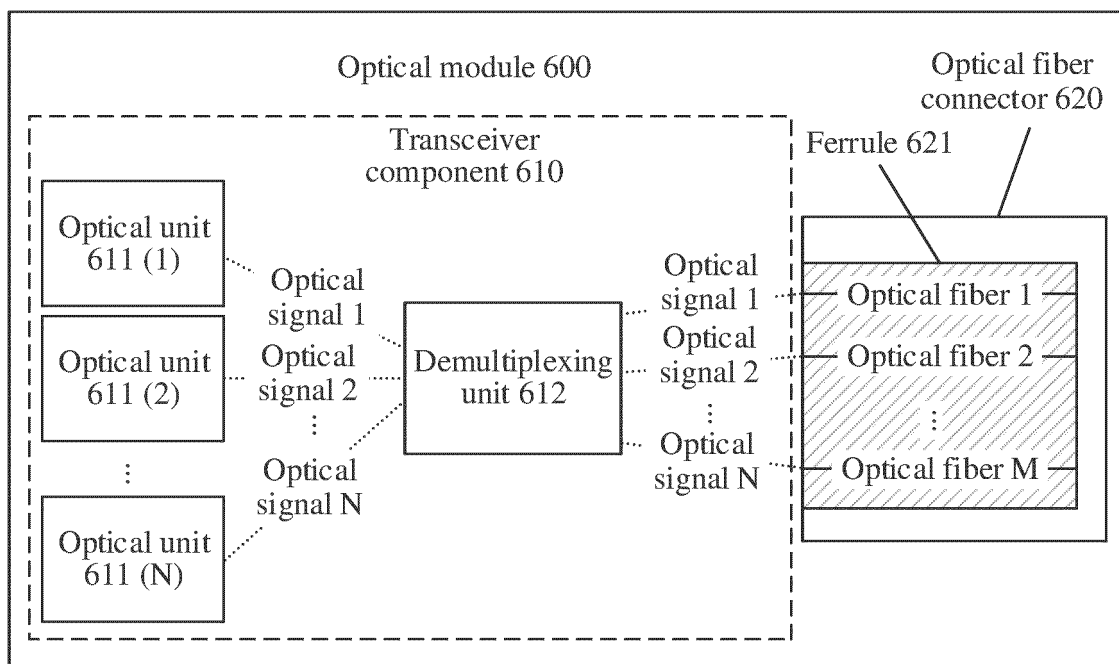 Optical module 600
Optical fiber
connector 620
Transceiver
component 610
Ferrule 621
Optical unit
611 (1)
Optical
signal 1
Optical
signal 1
Optical fiber 1
Optical unit
611 (2)
Optical
signal 2
⋮
Demultiplexing
unit 612
Optical
signal 2
⋮
Optical fiber 2
⋮
⋮
Optical
signal N
Optical
signal N
Optical fiber M
Optical unit
611 (N)